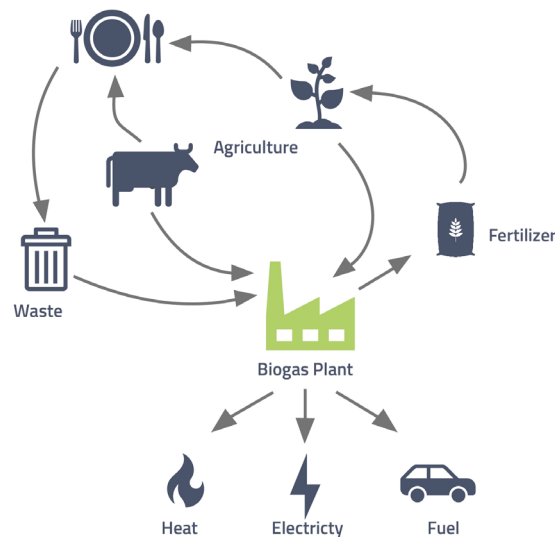 Agriculture
Fertilizer
Waste
Biogas Plant
Heat
Electricty
Fuel